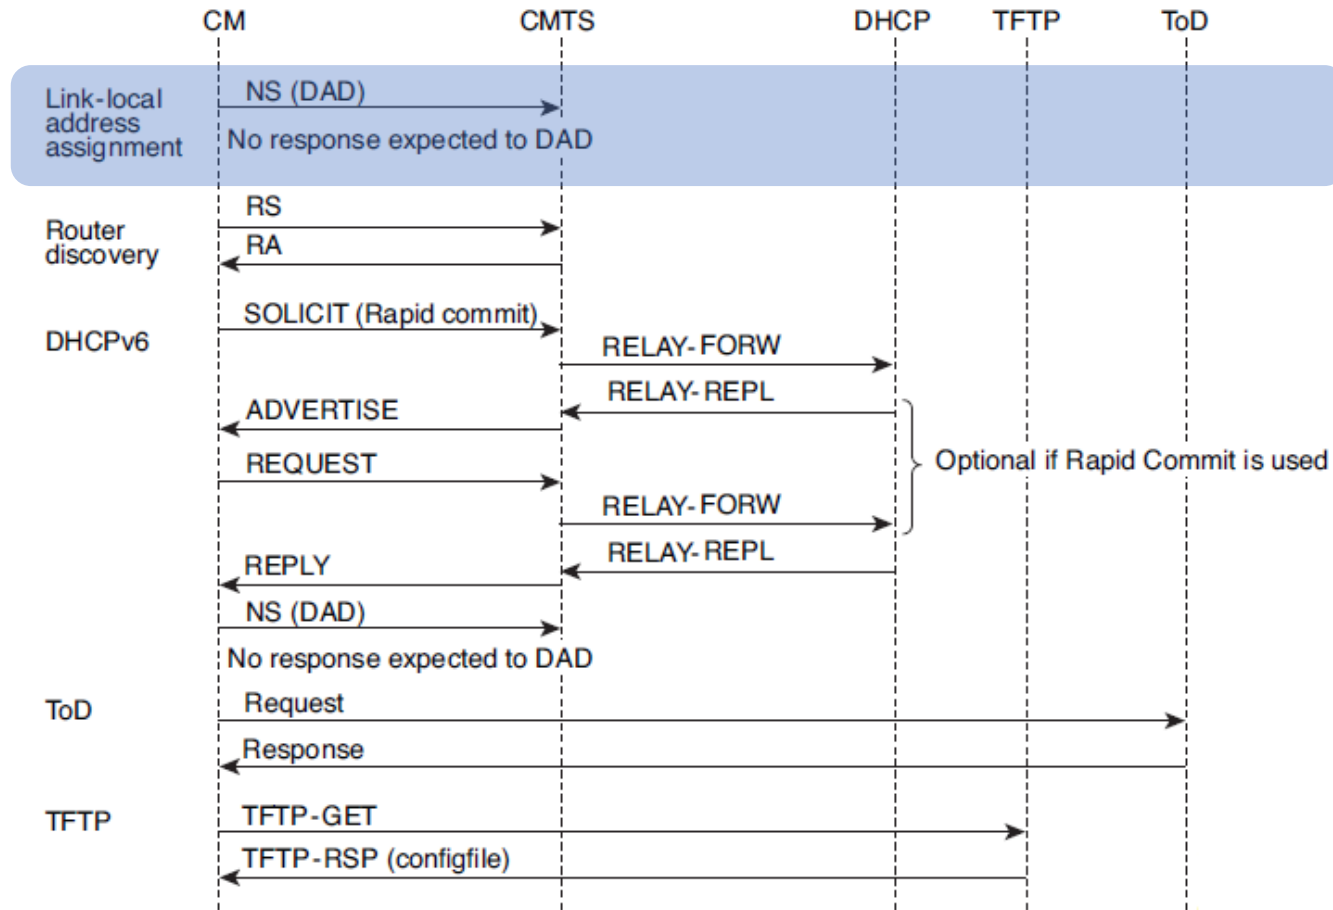 CM CMTS DHCP TFTP ToD
Link-local
address
assignment
NS (DAD)
No response expected to DAD
Router
discovery
RS
RA
DHCPv6
SOLICIT (Rapid commit)
RELAY-FORW
RELAY-REPL
ADVERTISE
REQUEST
Optional if Rapid Commit is used
RELAY-FORW
RELAY-REPL
REPLY
NS (DAD)
No response expected to DAD
ToD
Request
Response
TFTP
TFTP-GET
TFTP-RSP (configfile)